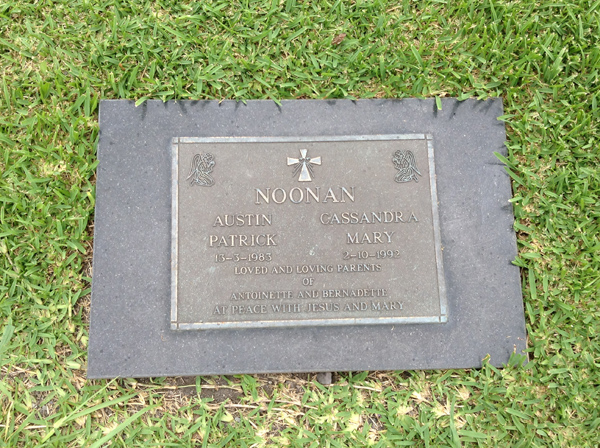 NOONAN
AUSTIN CASSANDRA
PATRICK MARY
13-3-1983 2-10-1992
LOVED AND LOVING PARENTS
OF
ANTOINETTE AND BERNADETTE
AT PEACE WITH JESUS AND MARY